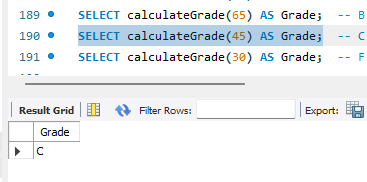 189 SELECT calculateGrade(65) AS Grade; -- B
190 SELECT calculateGrade(45) AS Grade; -- C
191 SELECT calculateGrade(30) AS Grade; -- F
Result Grid Filter Rows: Export:
Grade
C